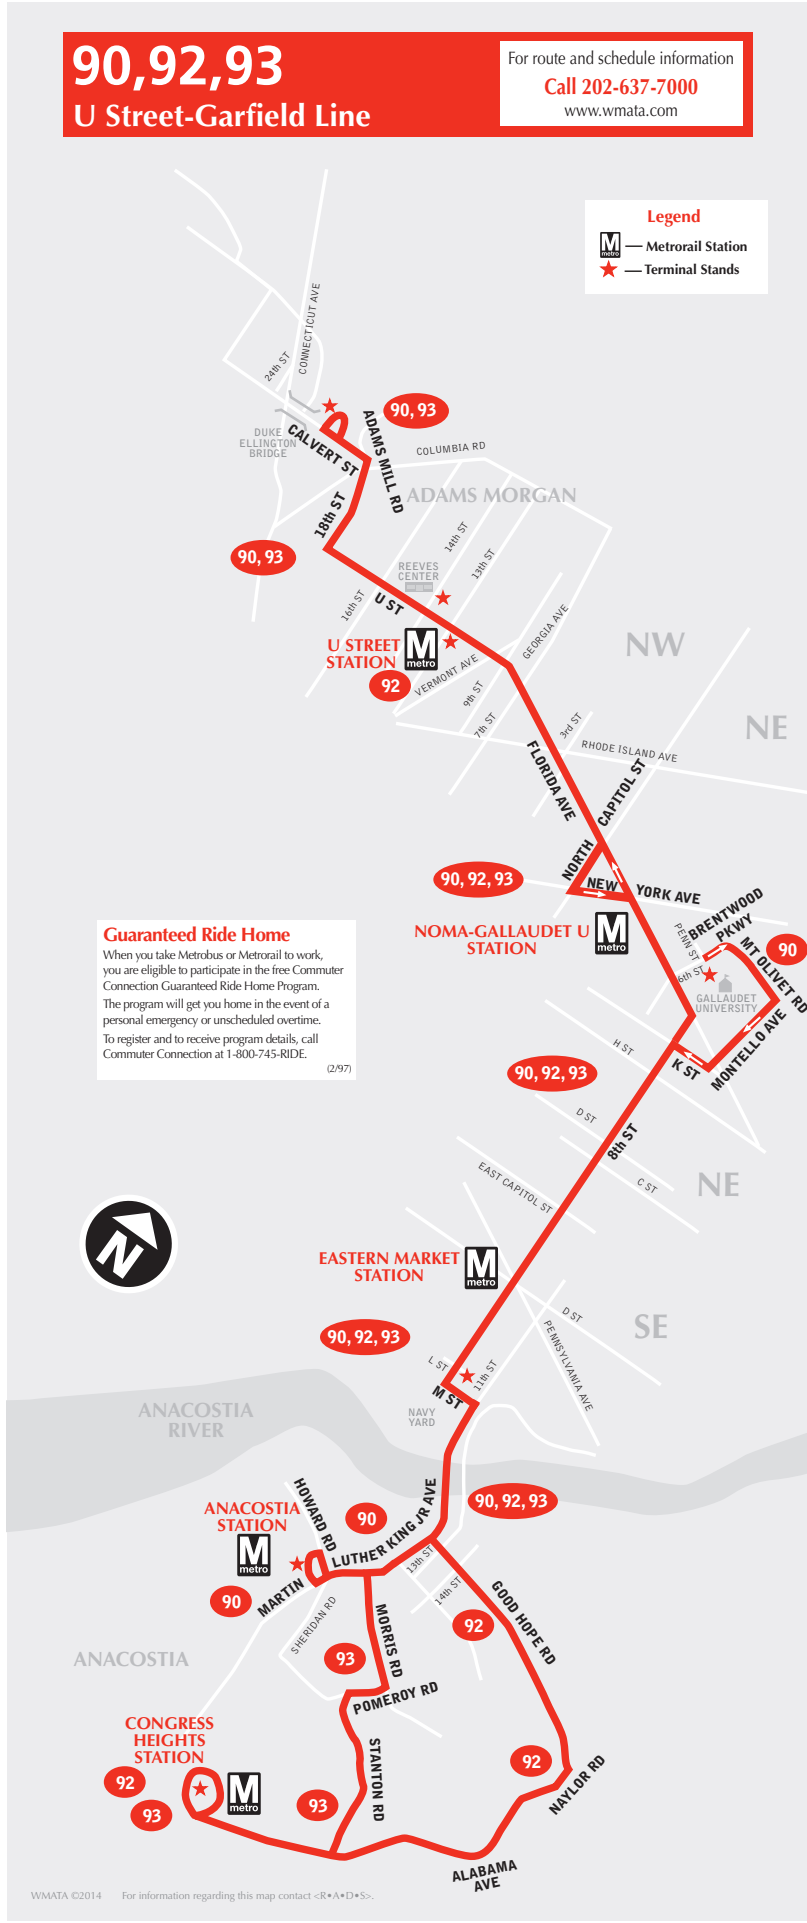 90,92,93
U Street-Garfield Line
For route and schedule information
Call 202-637-7000
www.wmata.com
Legend
M
metro
— Metrorail Station
— Terminal Stands
CONNECTICUT AVE
24th ST
90, 93
DUKE
ELLINGTON
BRIDGE
CALVERT ST
ADAMS MILL RD
COLUMBIA RD
ADAMS MORGAN
18th ST
90, 93
14th ST
13th ST
REEVES
CENTER
16th ST
U ST
U STREET
STATION
M
metro
92
VERMONT AVE
GEORGIA AVE
9th ST
7th ST
3rd ST
NW
NE
RHODE ISLAND AVE
FLORIDA AVE
NORTH
CAPITOL ST
90, 92, 93
NEW
YORK AVE
NOMA-GALLAUDET U
STATION
M
metro
PENN ST
BRENTWOOD
PKWY
MT OLIVET RD
90
6th ST
GALLAUDET
UNIVERSITY
MONTELLO AVE
K ST
Guaranteed Ride Home
When you take Metrobus or Metrorail to work,
you are eligible to participate in the free Commuter
Connection Guaranteed Ride Home Program.
The program will get you home in the event of a
personal emergency or unscheduled overtime.
To register and to receive program details, call
Commuter Connection at 1-800-745-RIDE.
(2/97)
H ST
90, 92, 93
D ST
8th ST
EAST CAPITOL ST
C ST
NE
N
EASTERN MARKET
STATION
M
metro
D ST
SE
90, 92, 93
PENNSYLVANIA AVE
L ST
11th ST
M ST
NAVY
YARD
ANACOSTIA
RIVER
90, 92, 93
ANACOSTIA
STATION
M
metro
HOWARD RD
90
MARTIN
LUTHER KING JR AVE
90
13th ST
14th ST
SHERIDAN RD
MORRIS RD
92
GOOD HOPE RD
ANACOSTIA
93
POMEROY RD
CONGRESS
HEIGHTS
STATION
M
metro
92
93
93
STANTON RD
92
NAYLOR RD
ALABAMA
AVE
WMATA ©2014
For information regarding this map contact <R•A•D•S>.